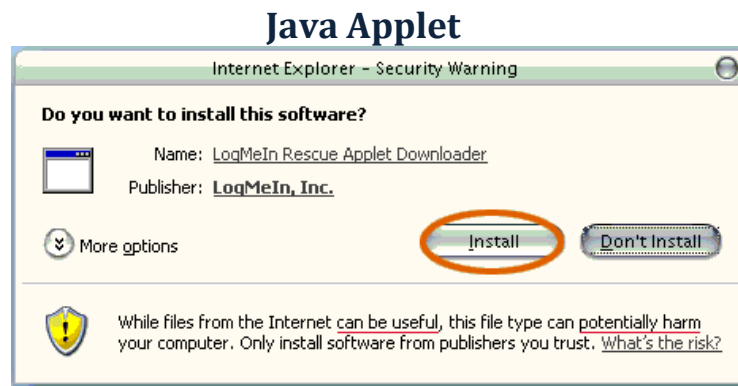 Java Applet
Internet Explorer - Security Warning
Do you want to install this software?
Name: LogMeIn Rescue Applet Downloader
Publisher: LogMeIn, Inc.
More options
Install
Don't Install
While files from the Internet can be useful, this file type can potentially harm
your computer. Only install software from publishers you trust. What's the risk?